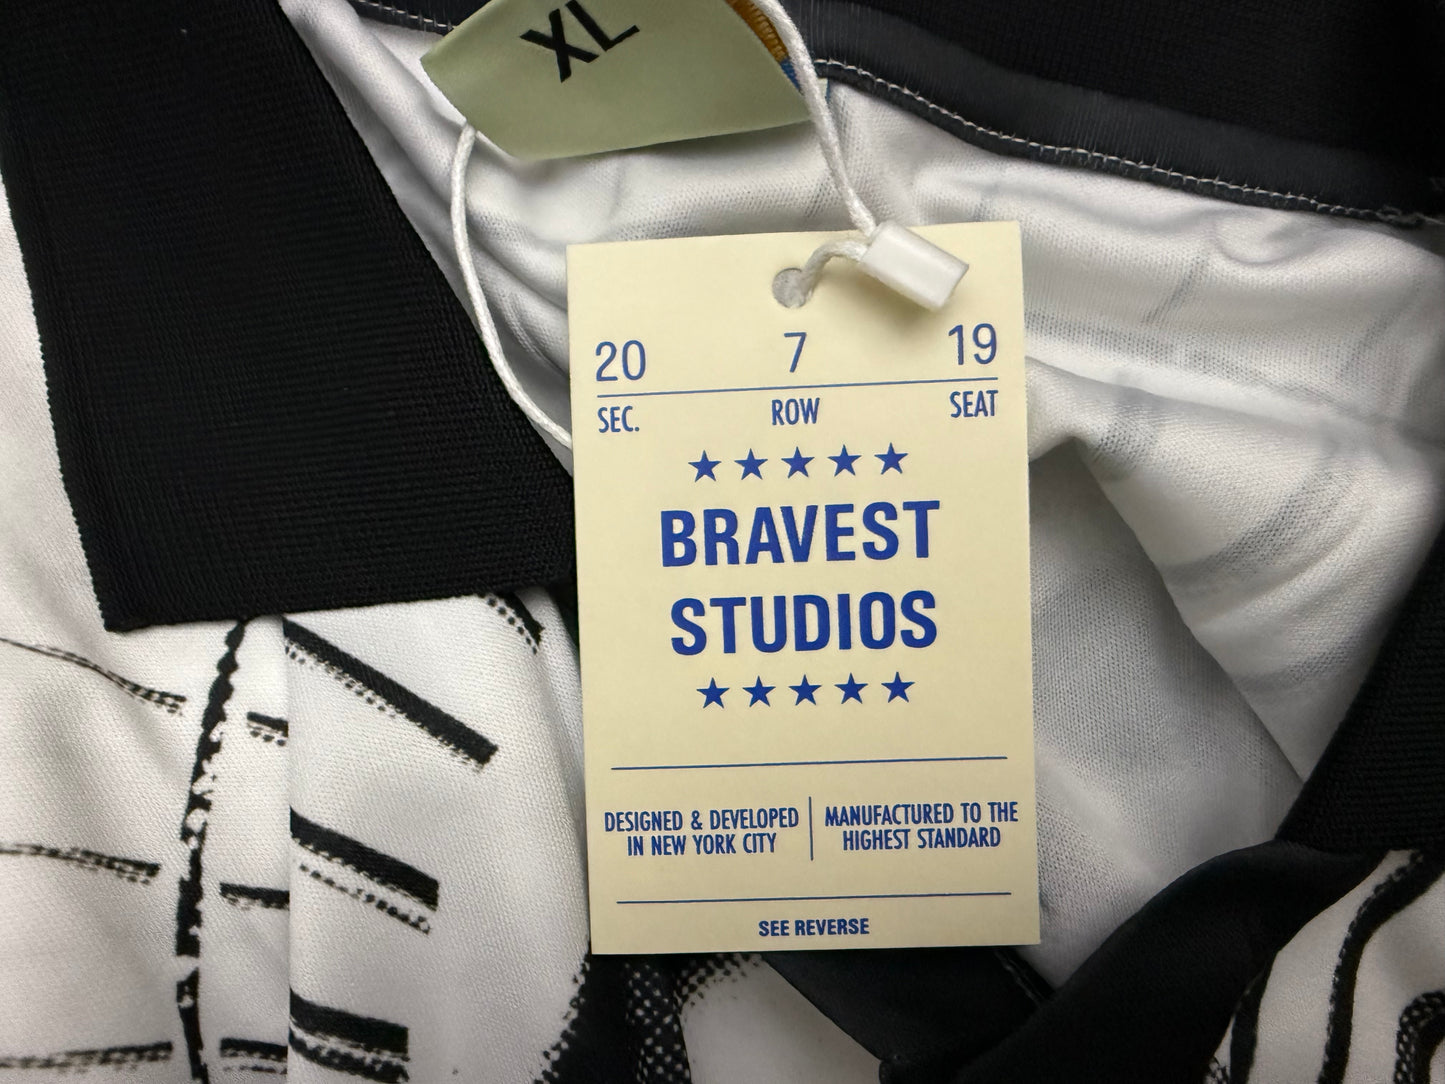 XL
20 7 19
SEC. ROW SEAT
BRAVEST
STUDIOS
DESIGNED & DEVELOPED
IN NEW YORK CITY
MANUFACTURED TO THE
HIGHEST STANDARD
SEE REVERSE